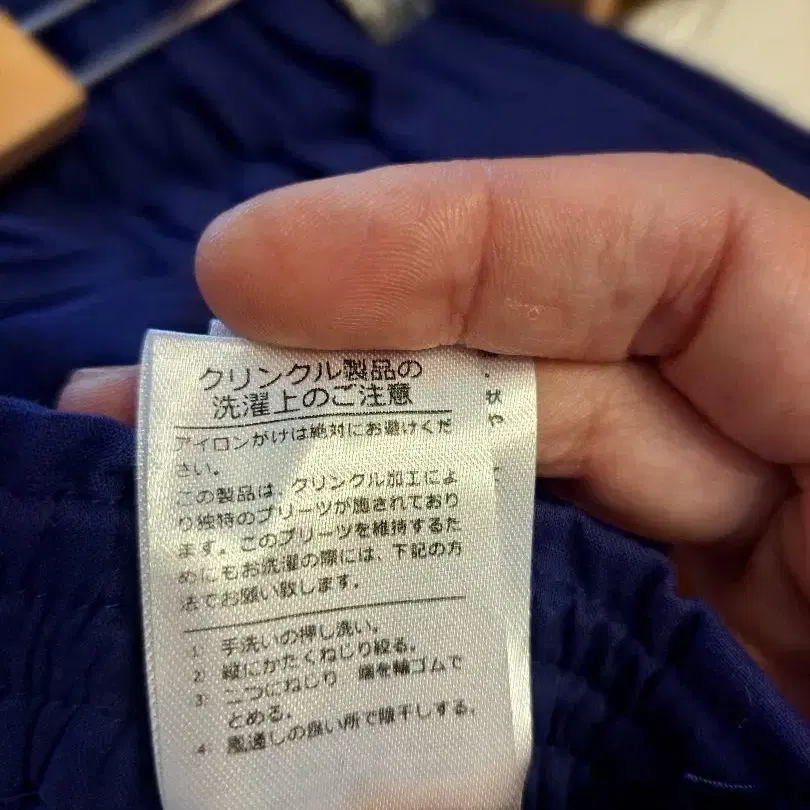 クリンクル製品の
洗濯上のご注意
アイロンがけは絶対にお避けくだ
さい。
この製品は、クリンクル加工によ
り独特のプリーツが施されており
ます。このプリーツを維持するた
めにもお洗濯の際には、下記の方
法でお願い致します。
1 手洗いの押し洗い。
2 縦にかたくねじり絞る。
3 二つにねじり 端を輪ゴムで
とめる。
4 風通しの良い所で陰干しする。
状
や